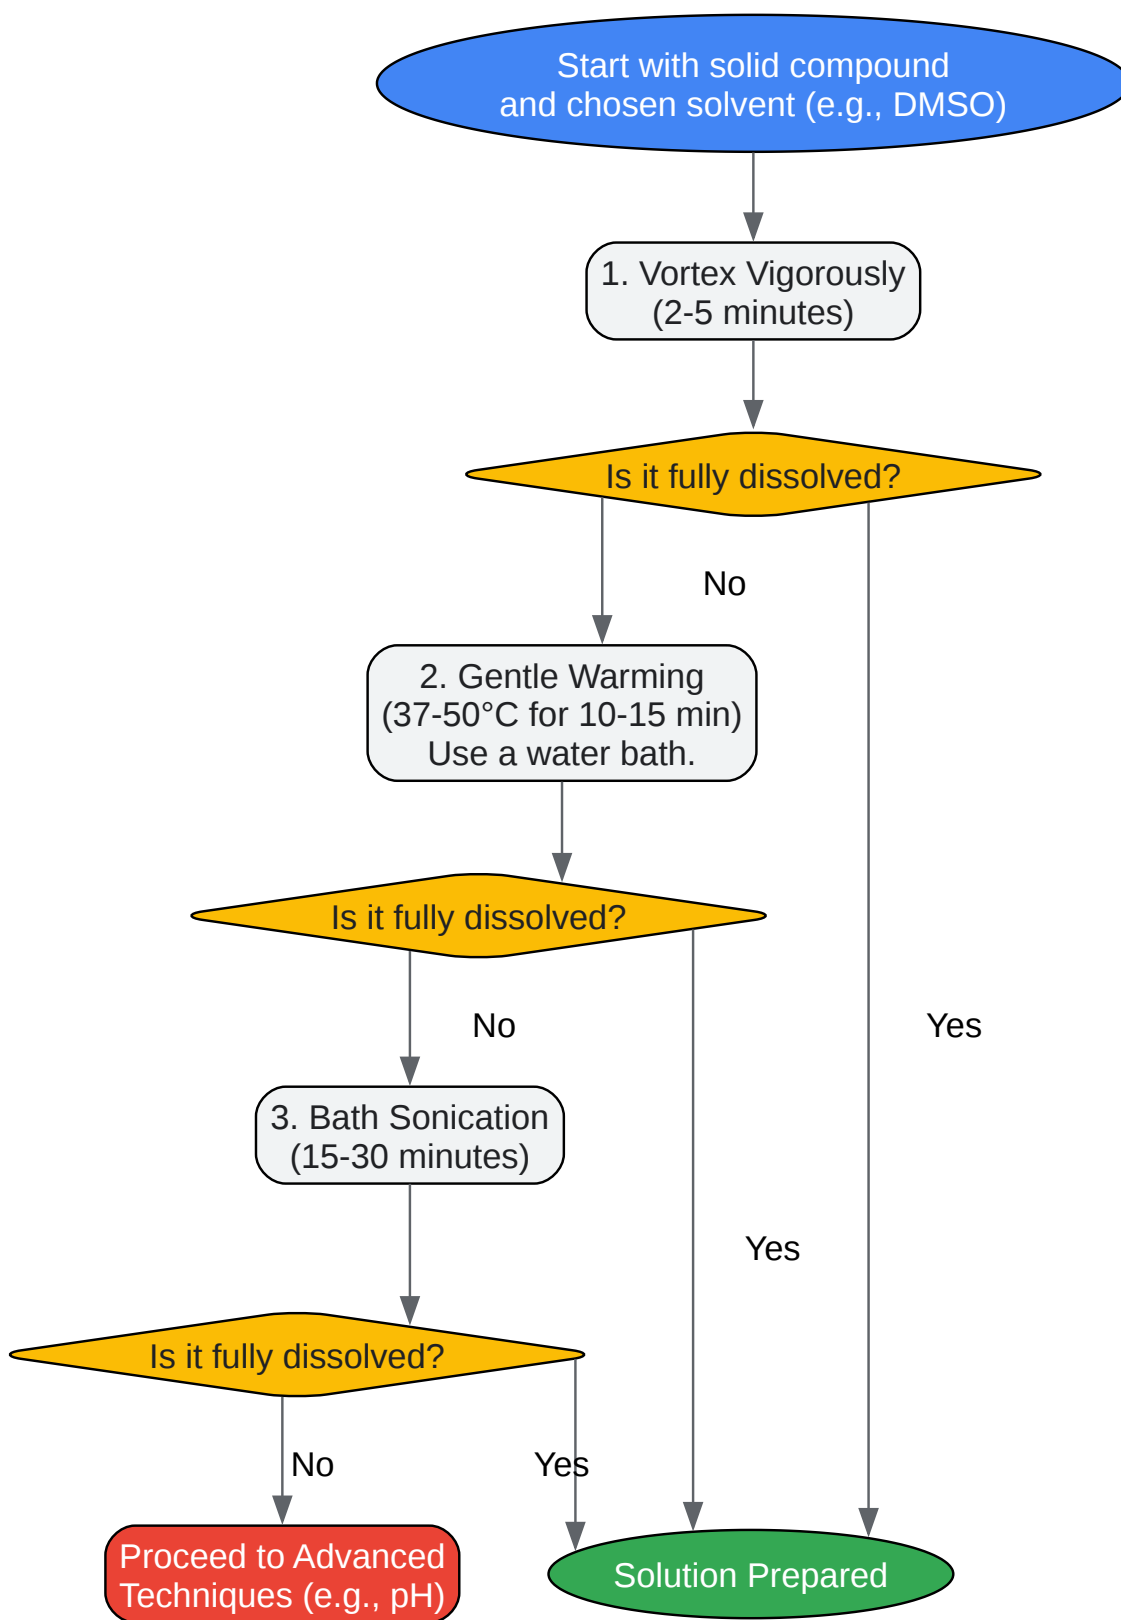 Start with solid compound
and chosen solvent (e.g., DMSO)
1. Vortex Vigorously
(2-5 minutes)
Is it fully dissolved?
No
2. Gentle Warming
(37-50°C for 10-15 min)
Use a water bath.
Is it fully dissolved?
No
Yes
3. Bath Sonication
(15-30 minutes)
Yes
Is it fully dissolved?
No
Yes
Proceed to Advanced
Techniques (e.g., pH)
Solution Prepared